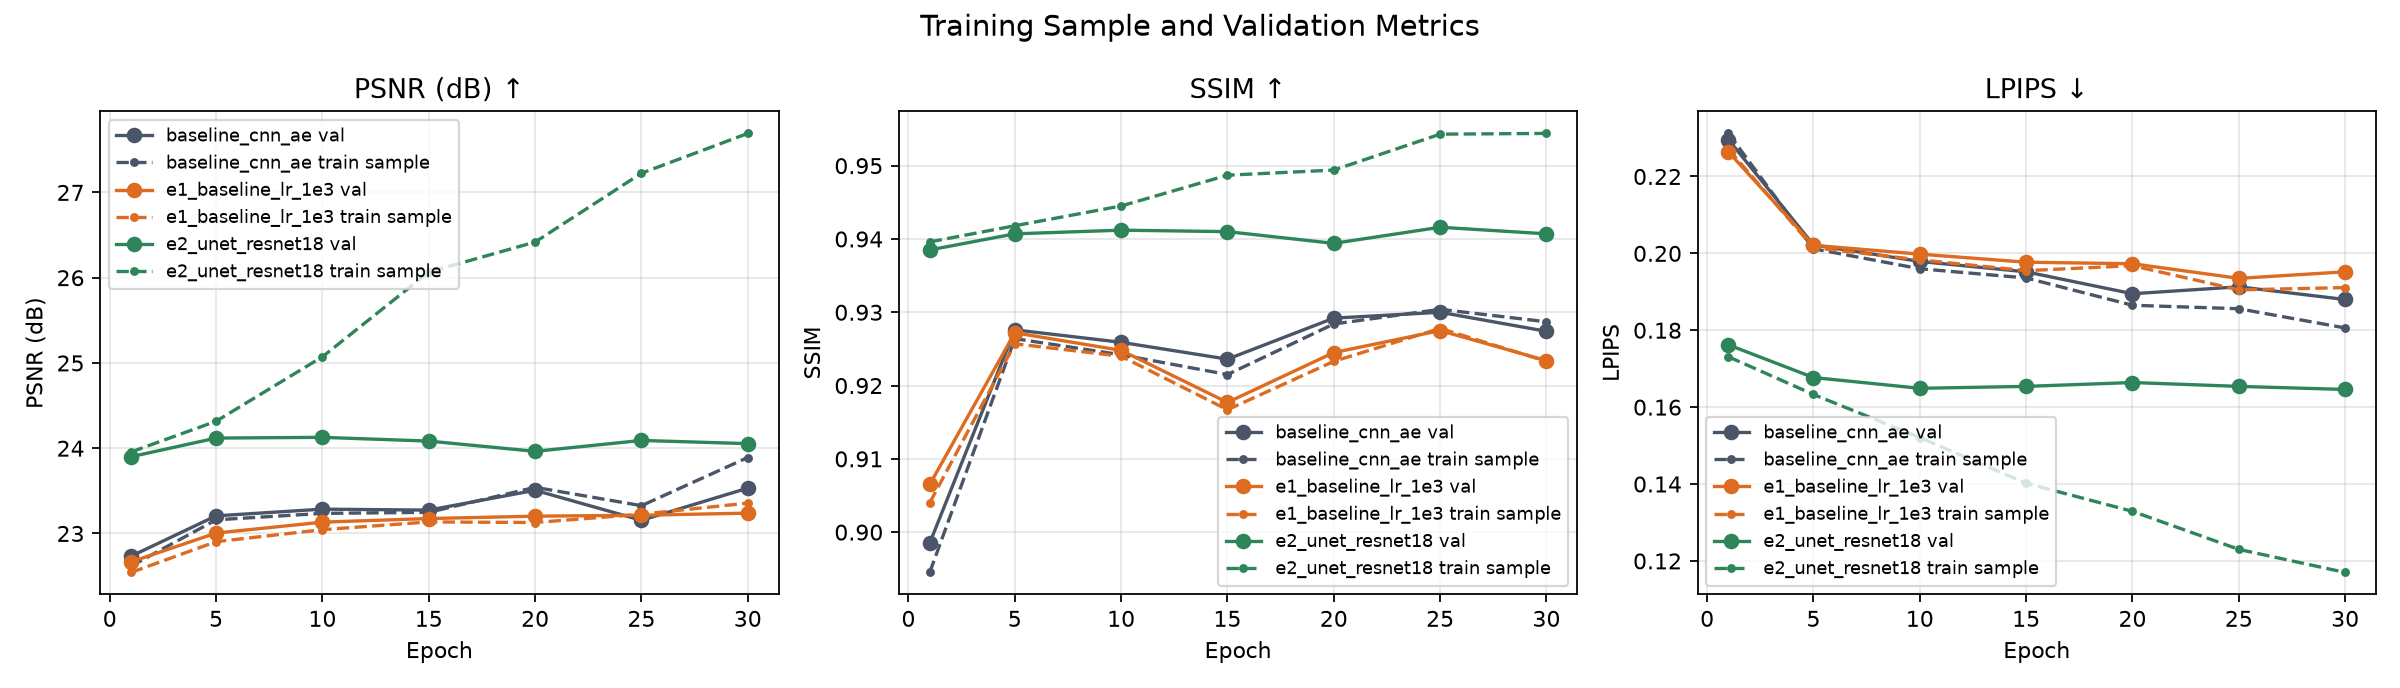 Training Sample and Validation Metrics
PSNR (dB) ↑
PSNR (dB)
27
26
25
24
23
baseline_cnn_ae val
baseline_cnn_ae train sample
e1_baseline_lr_1e3 val
e1_baseline_lr_1e3 train sample
e2_unet_resnet18 val
e2_unet_resnet18 train sample
0 5 10 15 20 25 30
Epoch
SSIM ↑
SSIM
0.95
0.94
0.93
0.92
0.91
0.90
baseline_cnn_ae val
baseline_cnn_ae train sample
e1_baseline_lr_1e3 val
e1_baseline_lr_1e3 train sample
e2_unet_resnet18 val
e2_unet_resnet18 train sample
0 5 10 15 20 25 30
Epoch
LPIPS ↓
LPIPS
0.22
0.20
0.18
0.16
0.14
0.12
baseline_cnn_ae val
baseline_cnn_ae train sample
e1_baseline_lr_1e3 val
e1_baseline_lr_1e3 train sample
e2_unet_resnet18 val
e2_unet_resnet18 train sample
0 5 10 15 20 25 30
Epoch